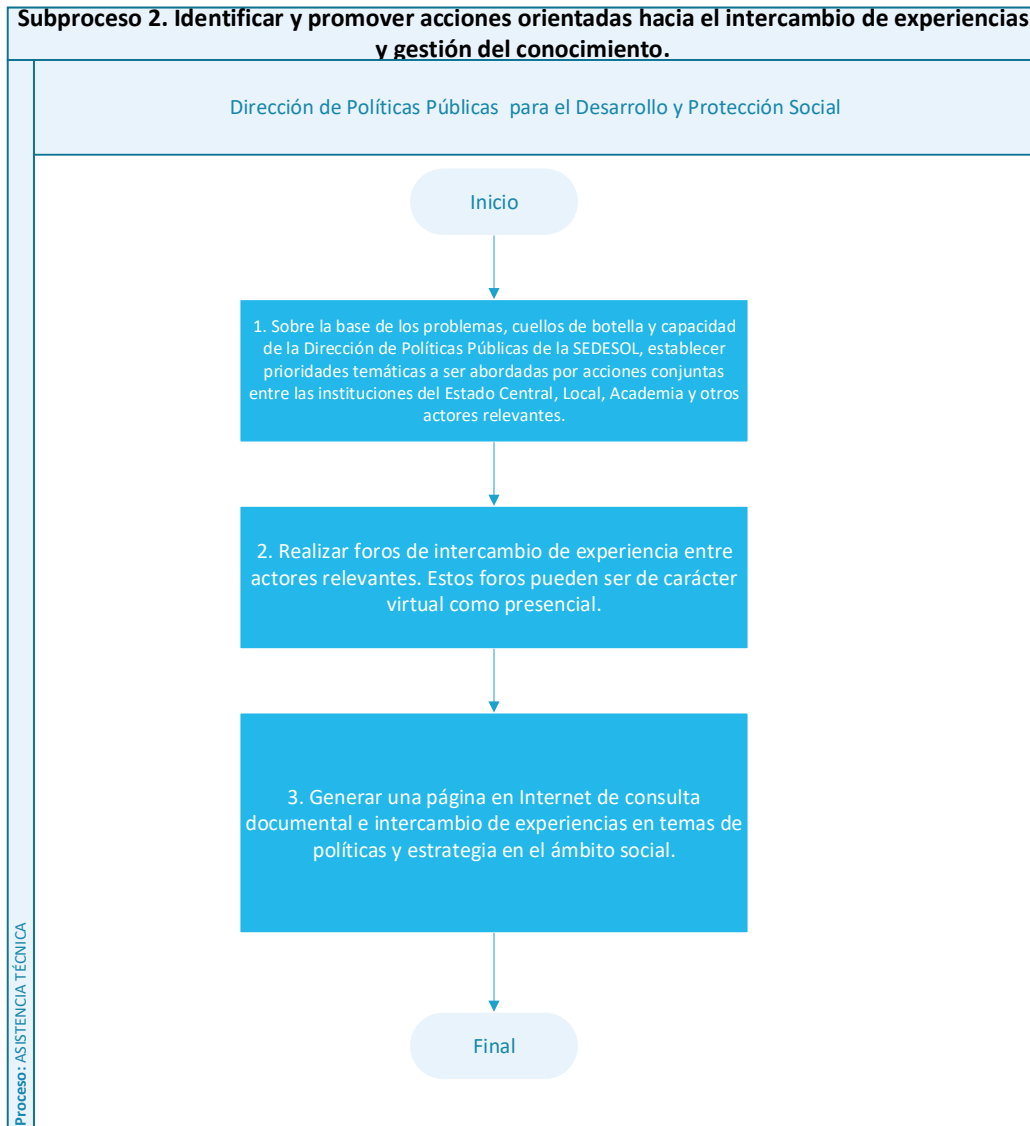 Subproceso 2. Identificar y promover acciones orientadas hacia el intercambio de experiencias
y gestión del conocimiento.
Dirección de Políticas Públicas para el Desarrollo y Protección Social
Inicio
1. Sobre la base de los problemas, cuellos de botella y capacidad
de la Dirección de Políticas Públicas de la SEDESOL, establecer
prioridades temáticas a ser abordadas por acciones conjuntas
entre las instituciones del Estado Central, Local, Academia y otros
actores relevantes.
2. Realizar foros de intercambio de experiencia entre
actores relevantes. Estos foros pueden ser de carácter
virtual como presencial.
3. Generar una página en Internet de consulta
documental e intercambio de experiencias en temas de
políticas y estrategia en el ámbito social.
Final
Proceso: ASISTENCIA TÉCNICA